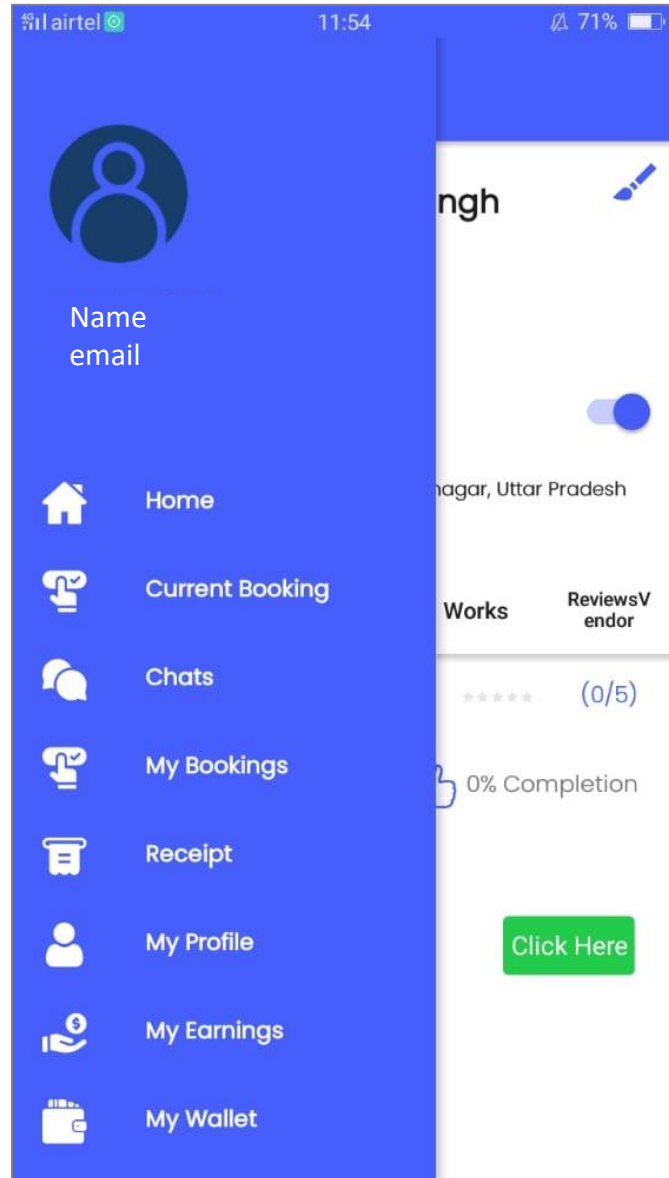 4G airtel 11:54 71%
ngh
Name
email
Home
nagar, Uttar Pradesh
Current Booking
Works
ReviewsV
endor
Chats
(0/5)
My Bookings
0% Completion
Receipt
My Profile
Click Here
My Earnings
My Wallet